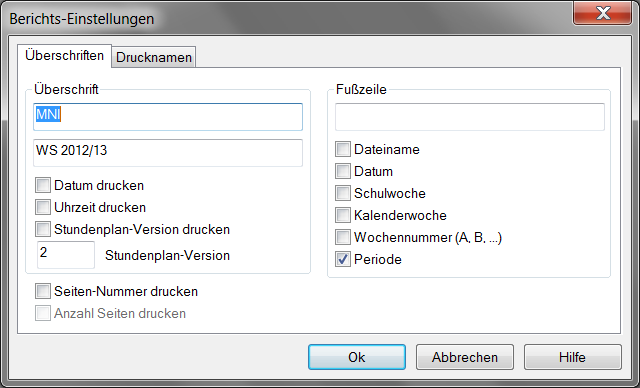 Berichts-Einstellungen
Überschriften
Drucknamen
Überschrift
MNI
WS 2012/13
Datum drucken
Uhrzeit drucken
Stundenplan-Version drucken
2 Stundenplan-Version
Seiten-Nummer drucken
Anzahl Seiten drucken
Fußzeile
Dateiname
Datum
Schulwoche
Kalenderwoche
Wochennummer (A, B, ...)
Periode
Ok
Abbrechen
Hilfe